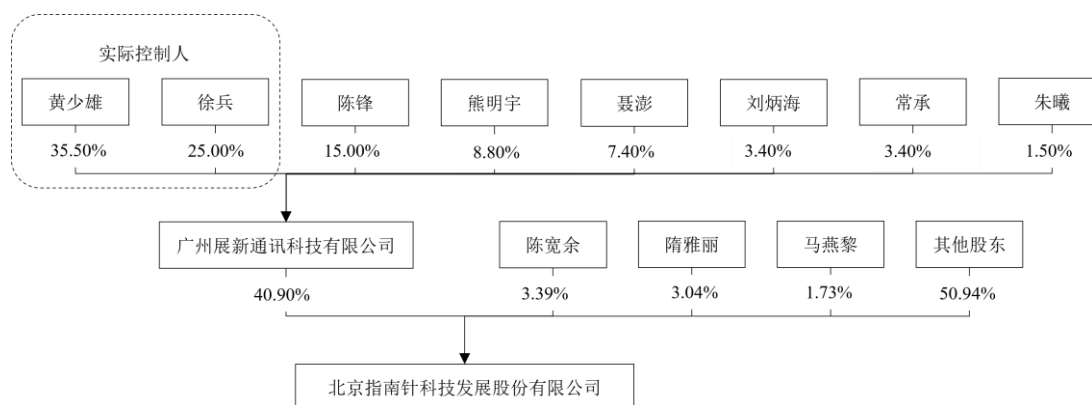 实际控制人
黄少雄 徐兵 陈锋 熊明宇 聂澎 刘炳海 常承 朱曦
35.50% 25.00% 15.00% 8.80% 7.40% 3.40% 3.40% 1.50%
广州展新通讯科技有限公司 陈宽余 隋雅丽 马燕黎 其他股东
40.90% 3.39% 3.04% 1.73% 50.94%
北京指南针科技发展股份有限公司